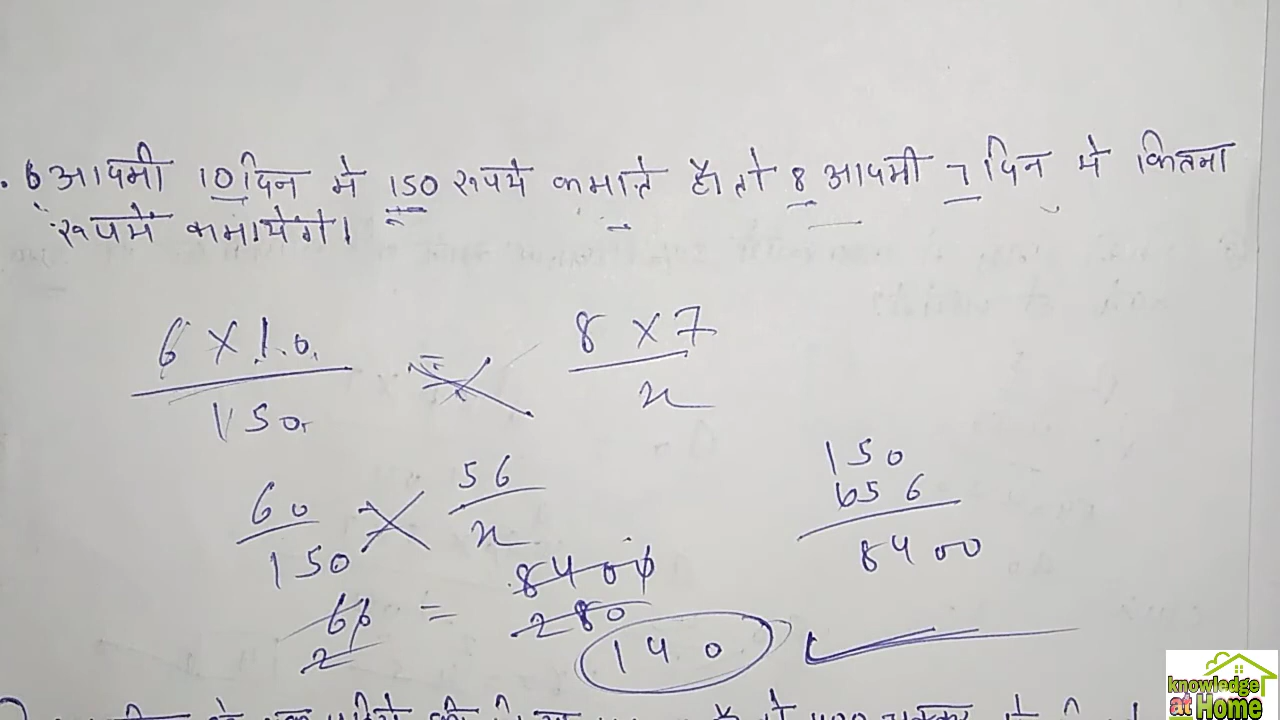 . 6 आदमी 10 दिन मे 150 रूपये कमाते है। तो 8 आदमी 7 दिन मे कितना
रूपये कमायेगे।
6 × 10 / 150 = 8 × 7 / x
60 / 150 56 / x
150
56
8400
60 = 8400
2 280
140
knowledge
at Home